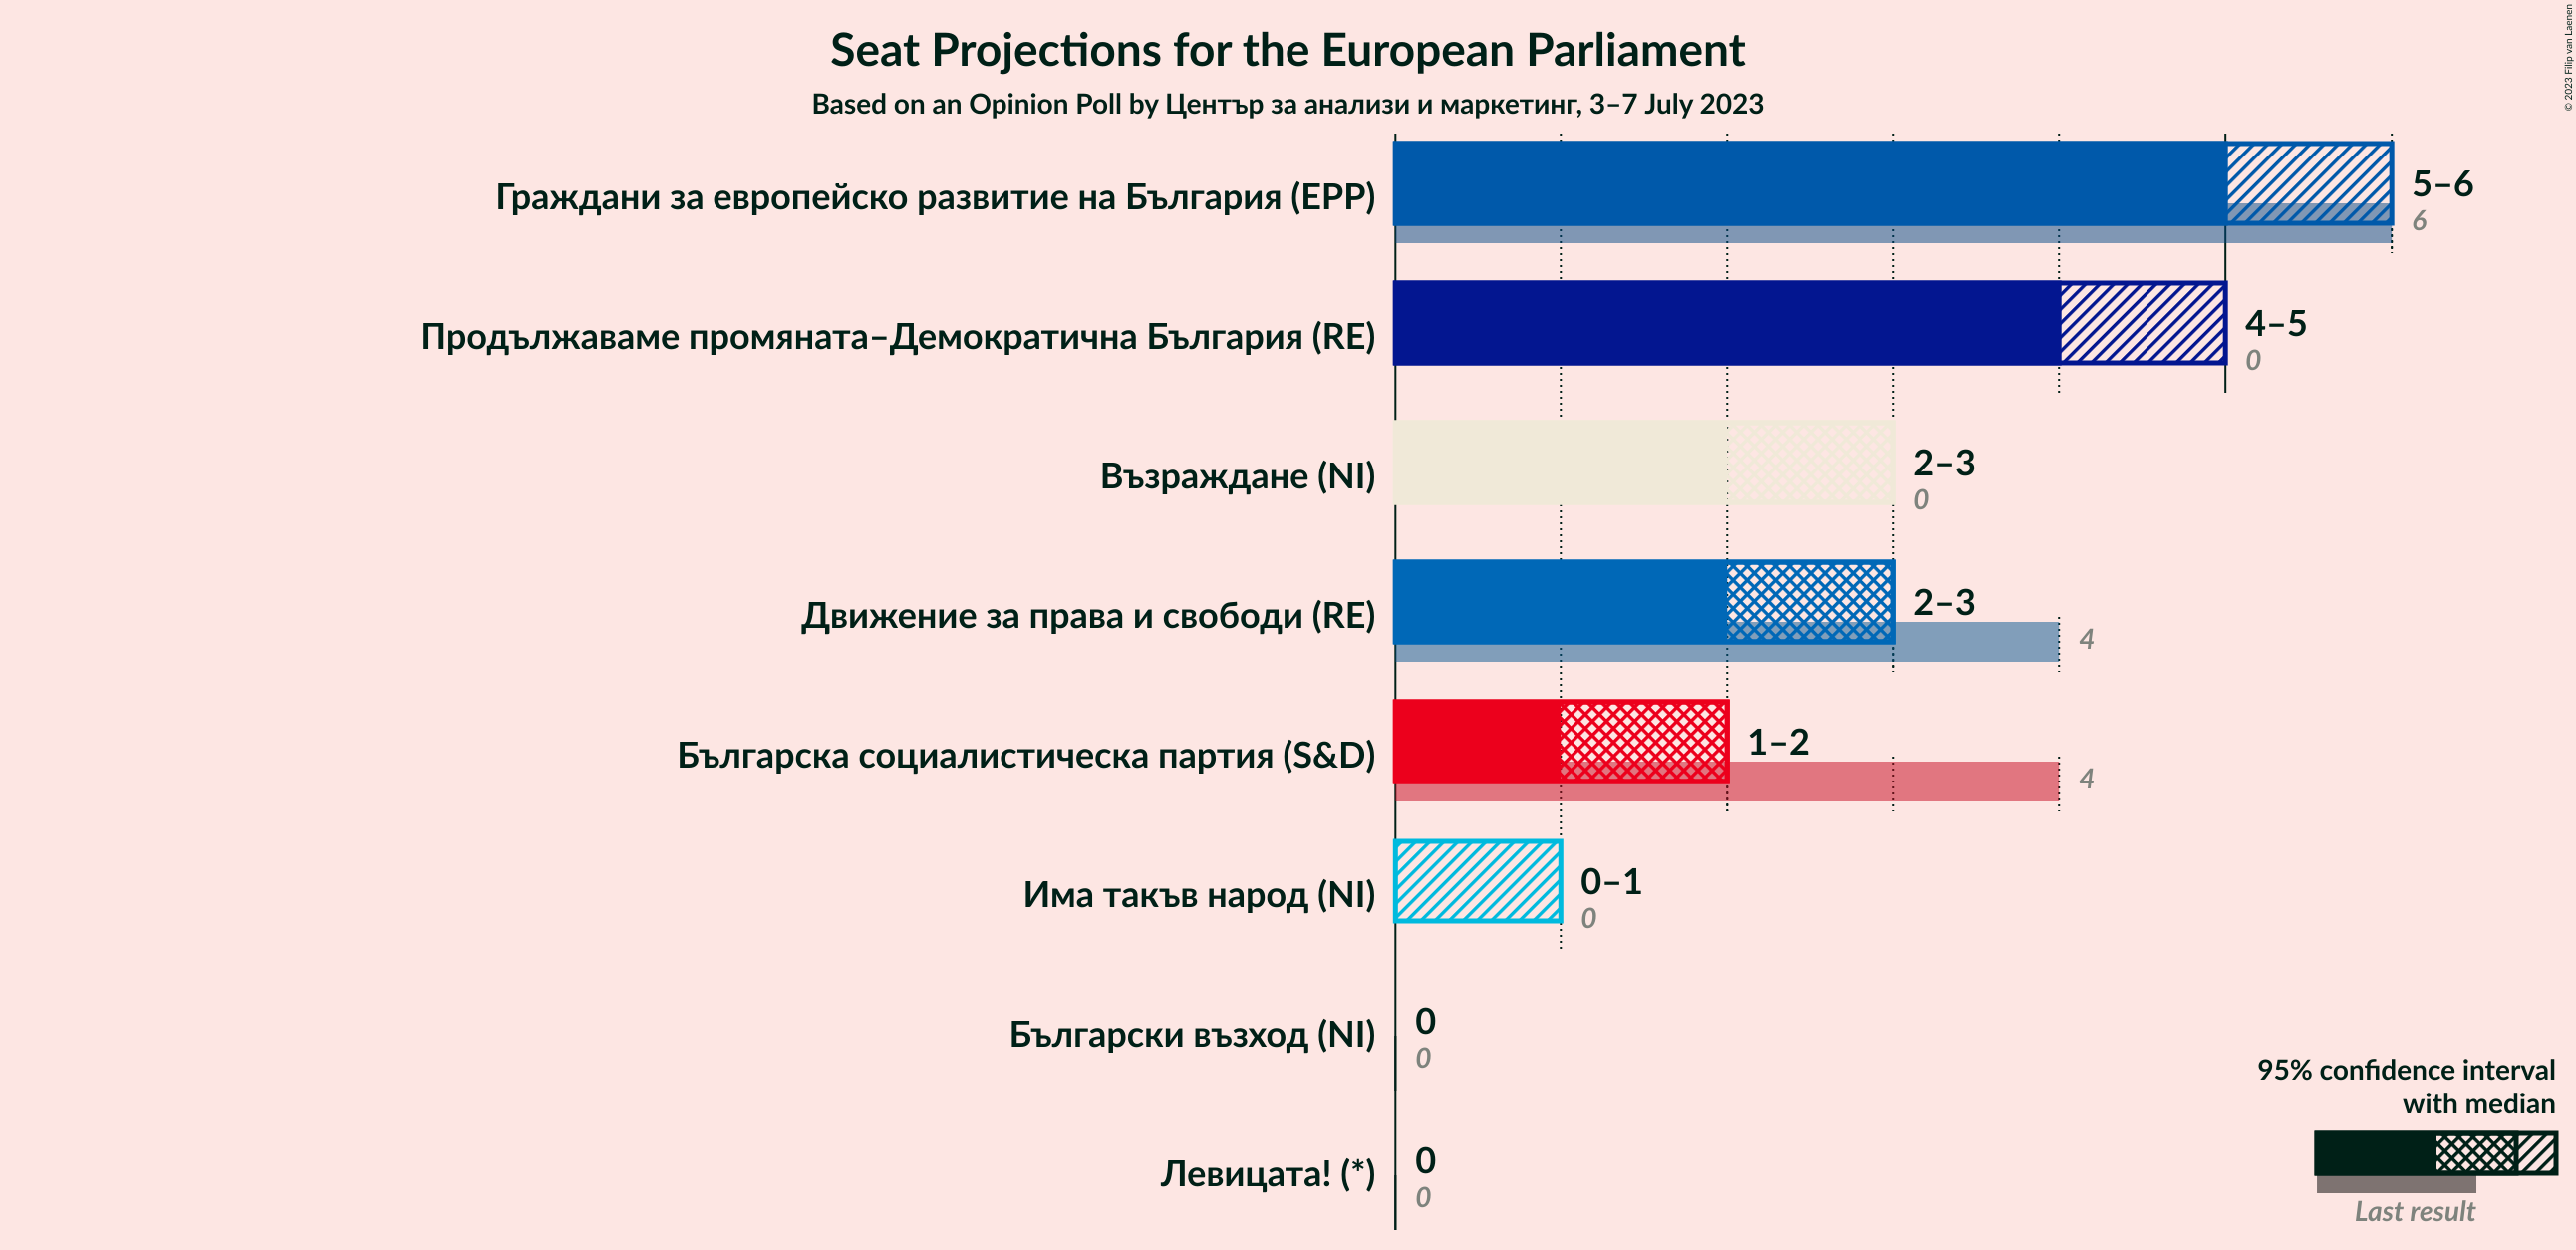 Seat Projections for the European Parliament
Based on an Opinion Poll by Център за анализи и маркетинг, 3–7 July 2023
© 2023 Filip van Laenen
Граждани за европейско развитие на България (EPP)
5–6
6
Продължаваме промяната–Демократична България (RE)
4–5
0
Възраждане (NI)
2–3
0
Движение за права и свободи (RE)
2–3
4
Българска социалистическа партия (S&D)
1–2
4
Има такъв народ (NI)
0–1
0
Български възход (NI)
0
0
Левицата! (*)
0
0
95% confidence interval
with median
Last result